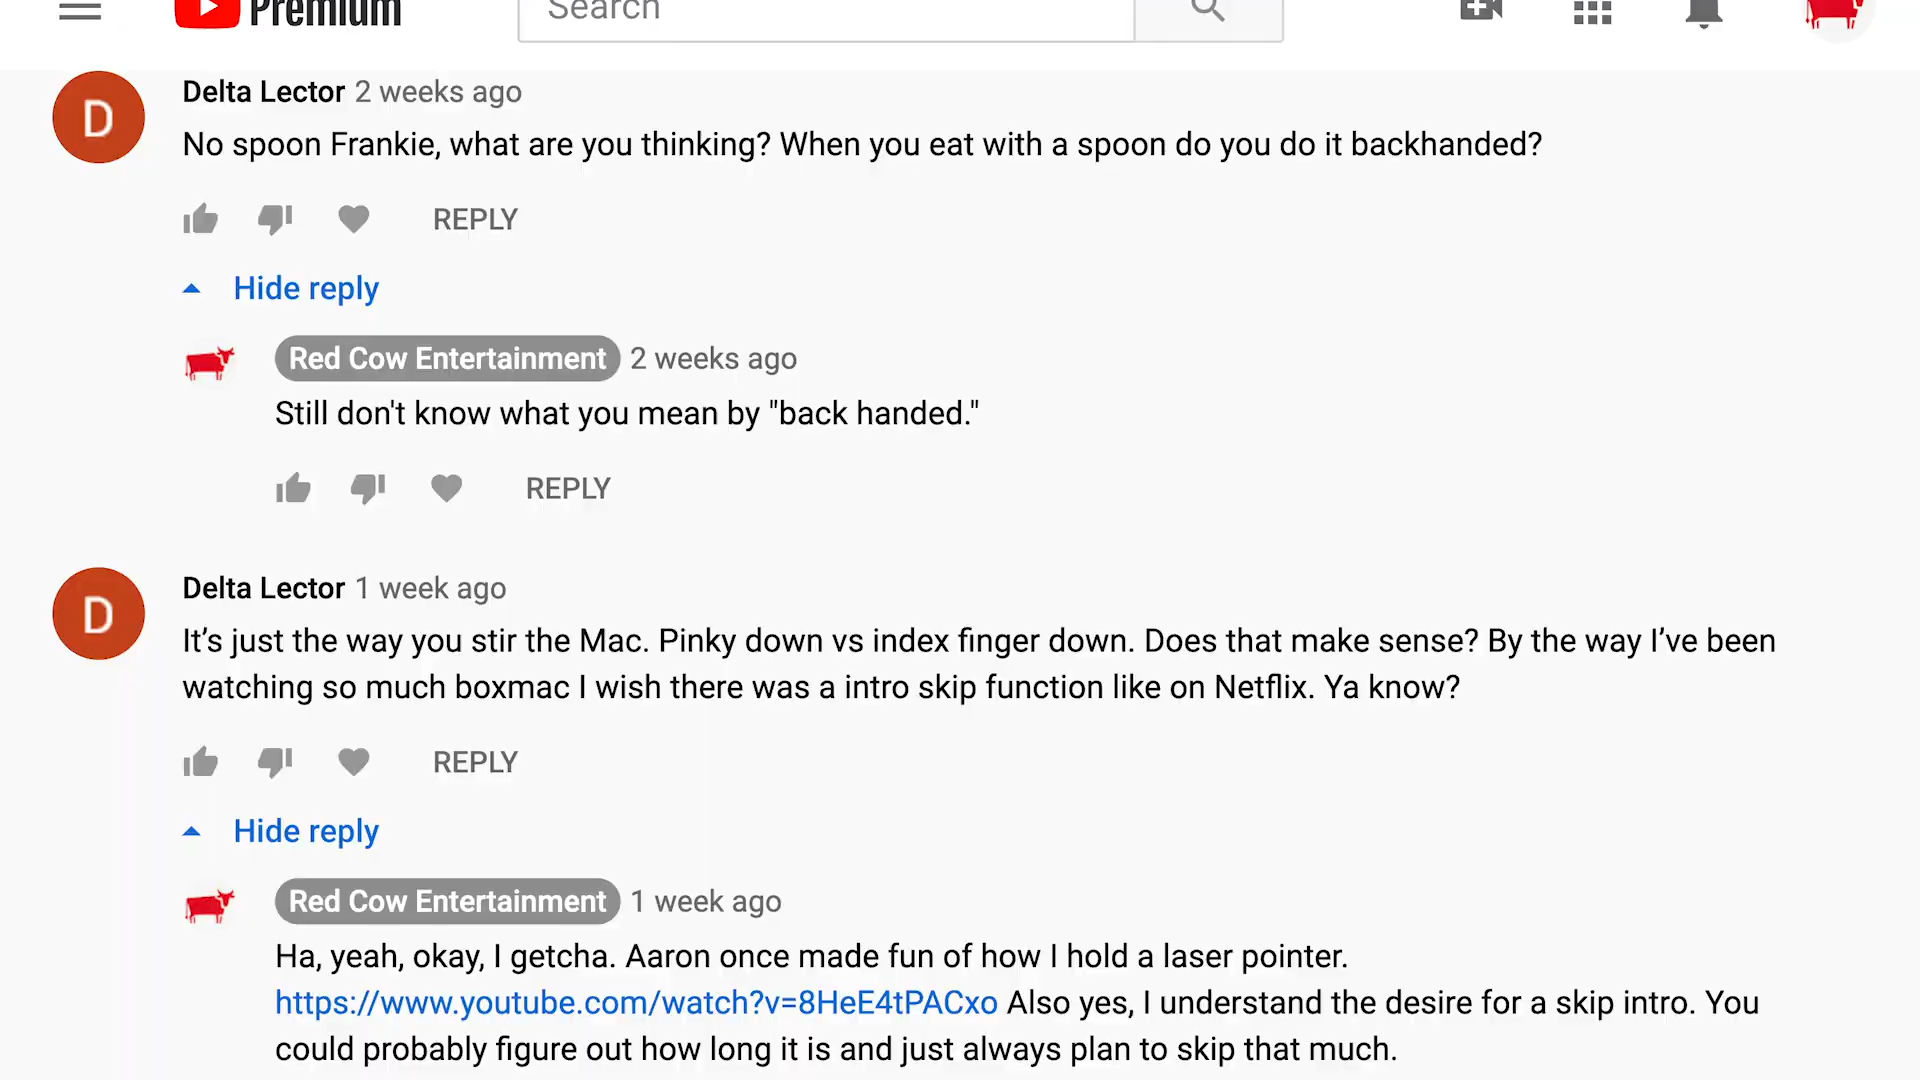 Premium
Search
Delta Lector 2 weeks ago
D
No spoon Frankie, what are you thinking? When you eat with a spoon do you do it backhanded?
REPLY
Hide reply
Red Cow Entertainment 2 weeks ago
Still don't know what you mean by "back handed."
REPLY
Delta Lector 1 week ago
D
It’s just the way you stir the Mac. Pinky down vs index finger down. Does that make sense? By the way I’ve been
watching so much boxmac I wish there was a intro skip function like on Netflix. Ya know?
REPLY
Hide reply
Red Cow Entertainment 1 week ago
Ha, yeah, okay, I getcha. Aaron once made fun of how I hold a laser pointer.
https://www.youtube.com/watch?v=8HeE4tPACxo Also yes, I understand the desire for a skip intro. You
could probably figure out how long it is and just always plan to skip that much.